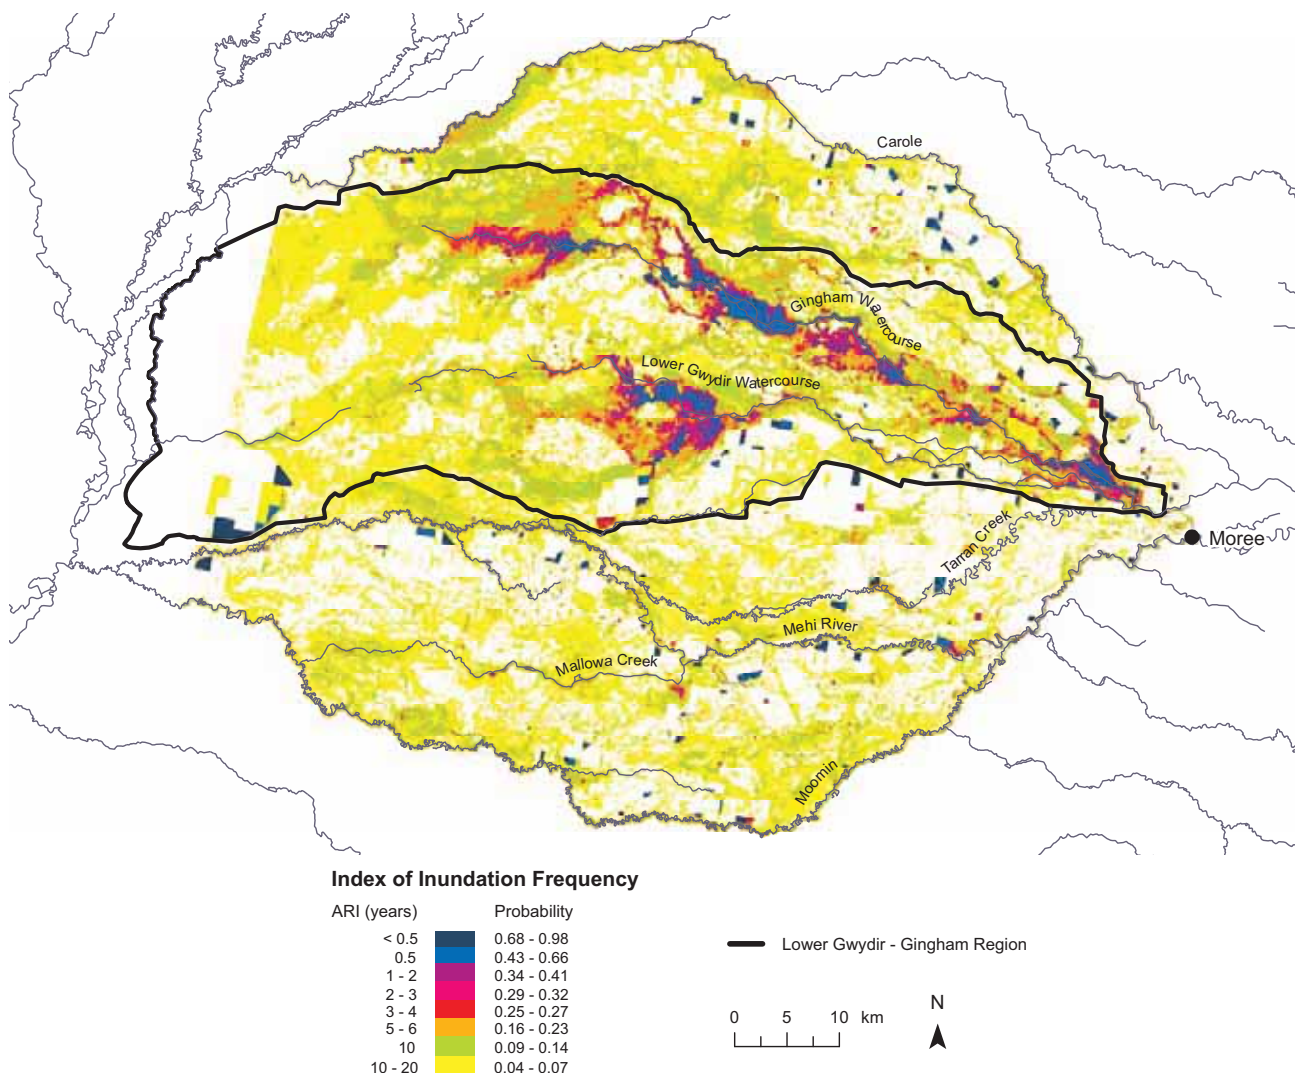 Carole
Gingham Watercourse
Lower Gwydir Watercourse
Tarran Creek
Moree
Mehi River
Mallowa Creek
Moomin
Index of Inundation Frequency
ARI (years) Probability
< 0.5 0.68 - 0.98
0.5 0.43 - 0.66
1 - 2 0.34 - 0.41
2 - 3 0.29 - 0.32
3 - 4 0.25 - 0.27
5 - 6 0.16 - 0.23
10 0.09 - 0.14
10 - 20 0.04 - 0.07
Lower Gwydir - Gingham Region
N
0 5 10 km